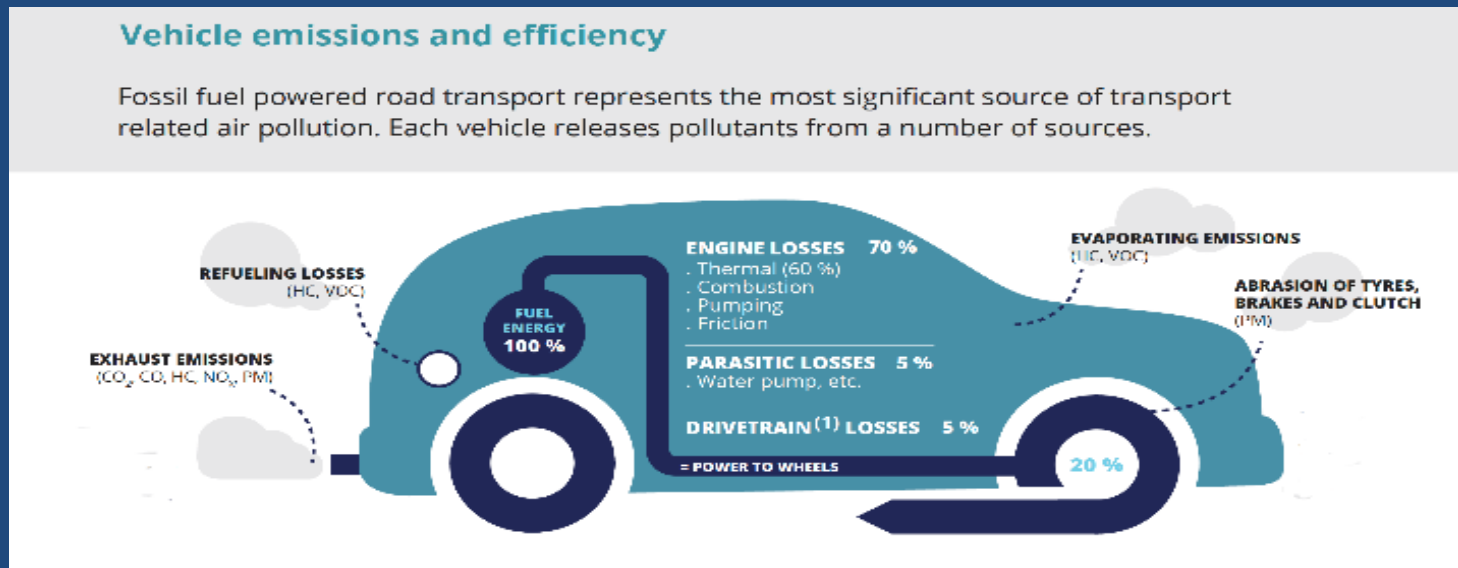 Vehicle emissions and efficiency
Fossil fuel powered road transport represents the most significant source of transport
related air pollution. Each vehicle releases pollutants from a number of sources.
REFUELING LOSSES
(HC, VOC)
EXHAUST EMISSIONS
(CO₂, CO, HC, NOₓ, PM)
FUEL
ENERGY
100 %
ENGINE LOSSES 70 %
. Thermal (60 %)
. Combustion
. Pumping
. Friction
PARASITIC LOSSES 5 %
. Water pump, etc.
DRIVETRAIN(1) LOSSES 5 %
= POWER TO WHEELS
20 %
EVAPORATING EMISSIONS
(HC, VOC)
ABRASION OF TYRES,
BRAKES AND CLUTCH
(PM)